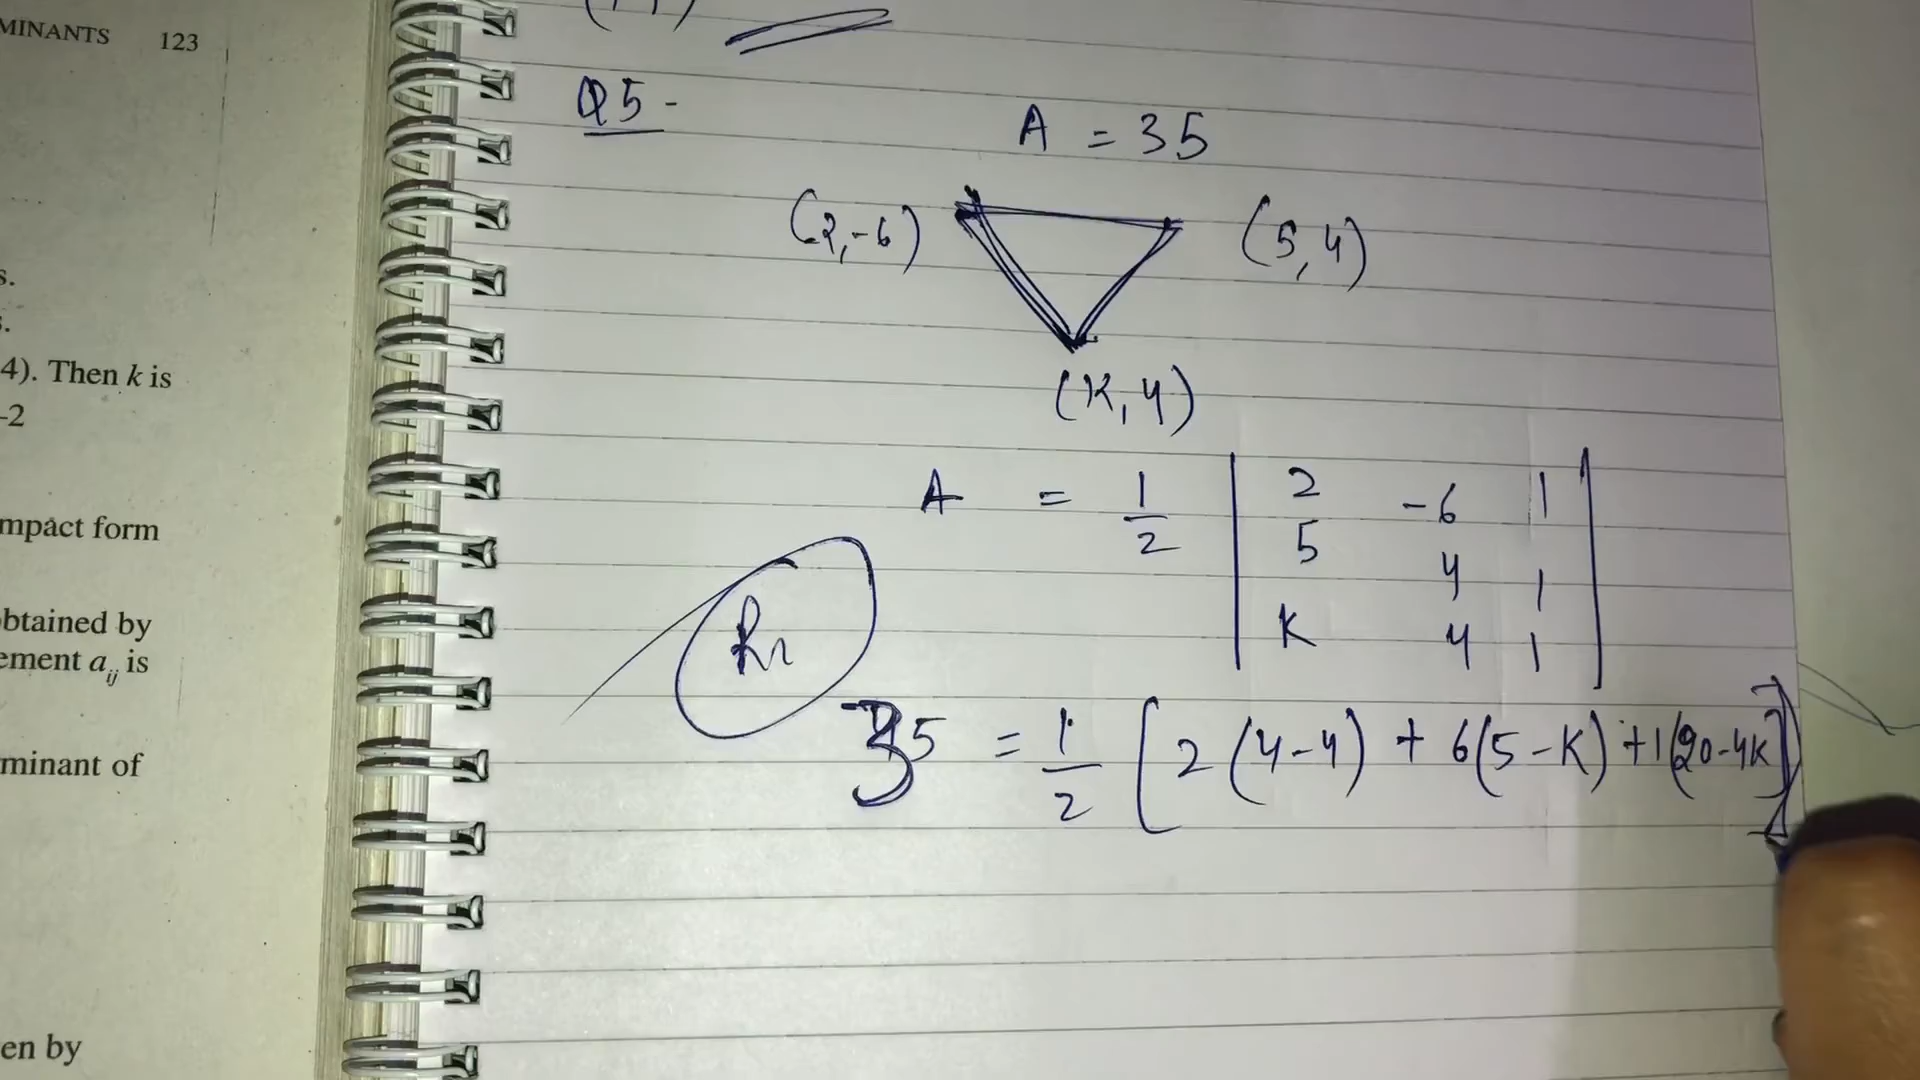 MINANTS 123
s.
4). Then k is
-2
mpact form
obtained by
ement aij is
minant of
en by
Q5-
A = 35
(2,-6) (5,4)
(K,4)
A = 1/2 | 2 -6 1
5 4 1
K 4 1 |
R1
35 = 1/2 [2(4-4) + 6(5-K) + 1(20-4K)]